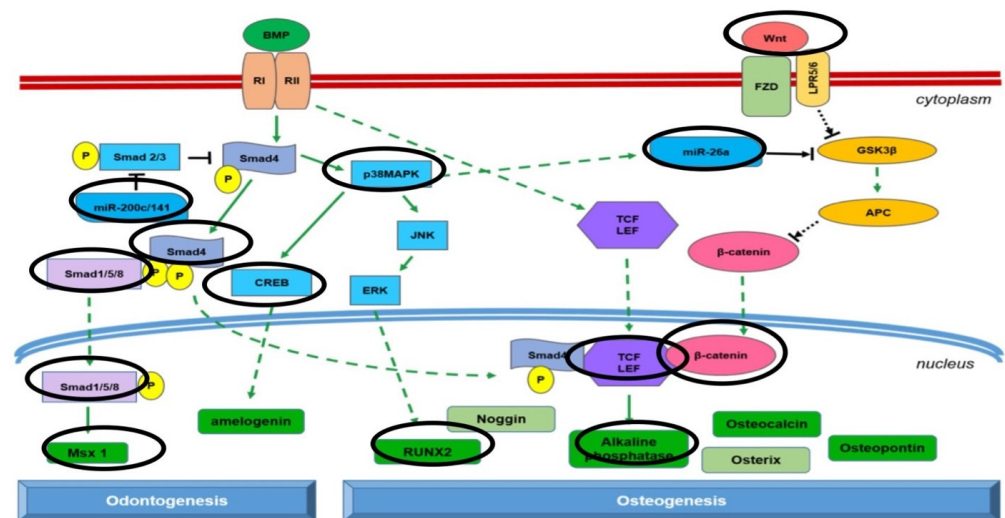 BMP
Wnt
RI
RII
FZD
LPR5/6
cytoplasm
P
Smad 2/3
Smad4
P
p38MAPK
miR-26a
GSK3β
miR-200c/141
TCF
LEF
APC
JNK
Smad4
β-catenin
Smad1/5/8
P
P
CREB
ERK
Smad4
TCF
LEF
β-catenin
nucleus
P
Smad1/5/8
P
amelogenin
Noggin
Osteocalcin
Msx 1
RUNX2
Alkaline
phosphatase
Osterix
Osteopontin
Odontogenesis
Osteogenesis